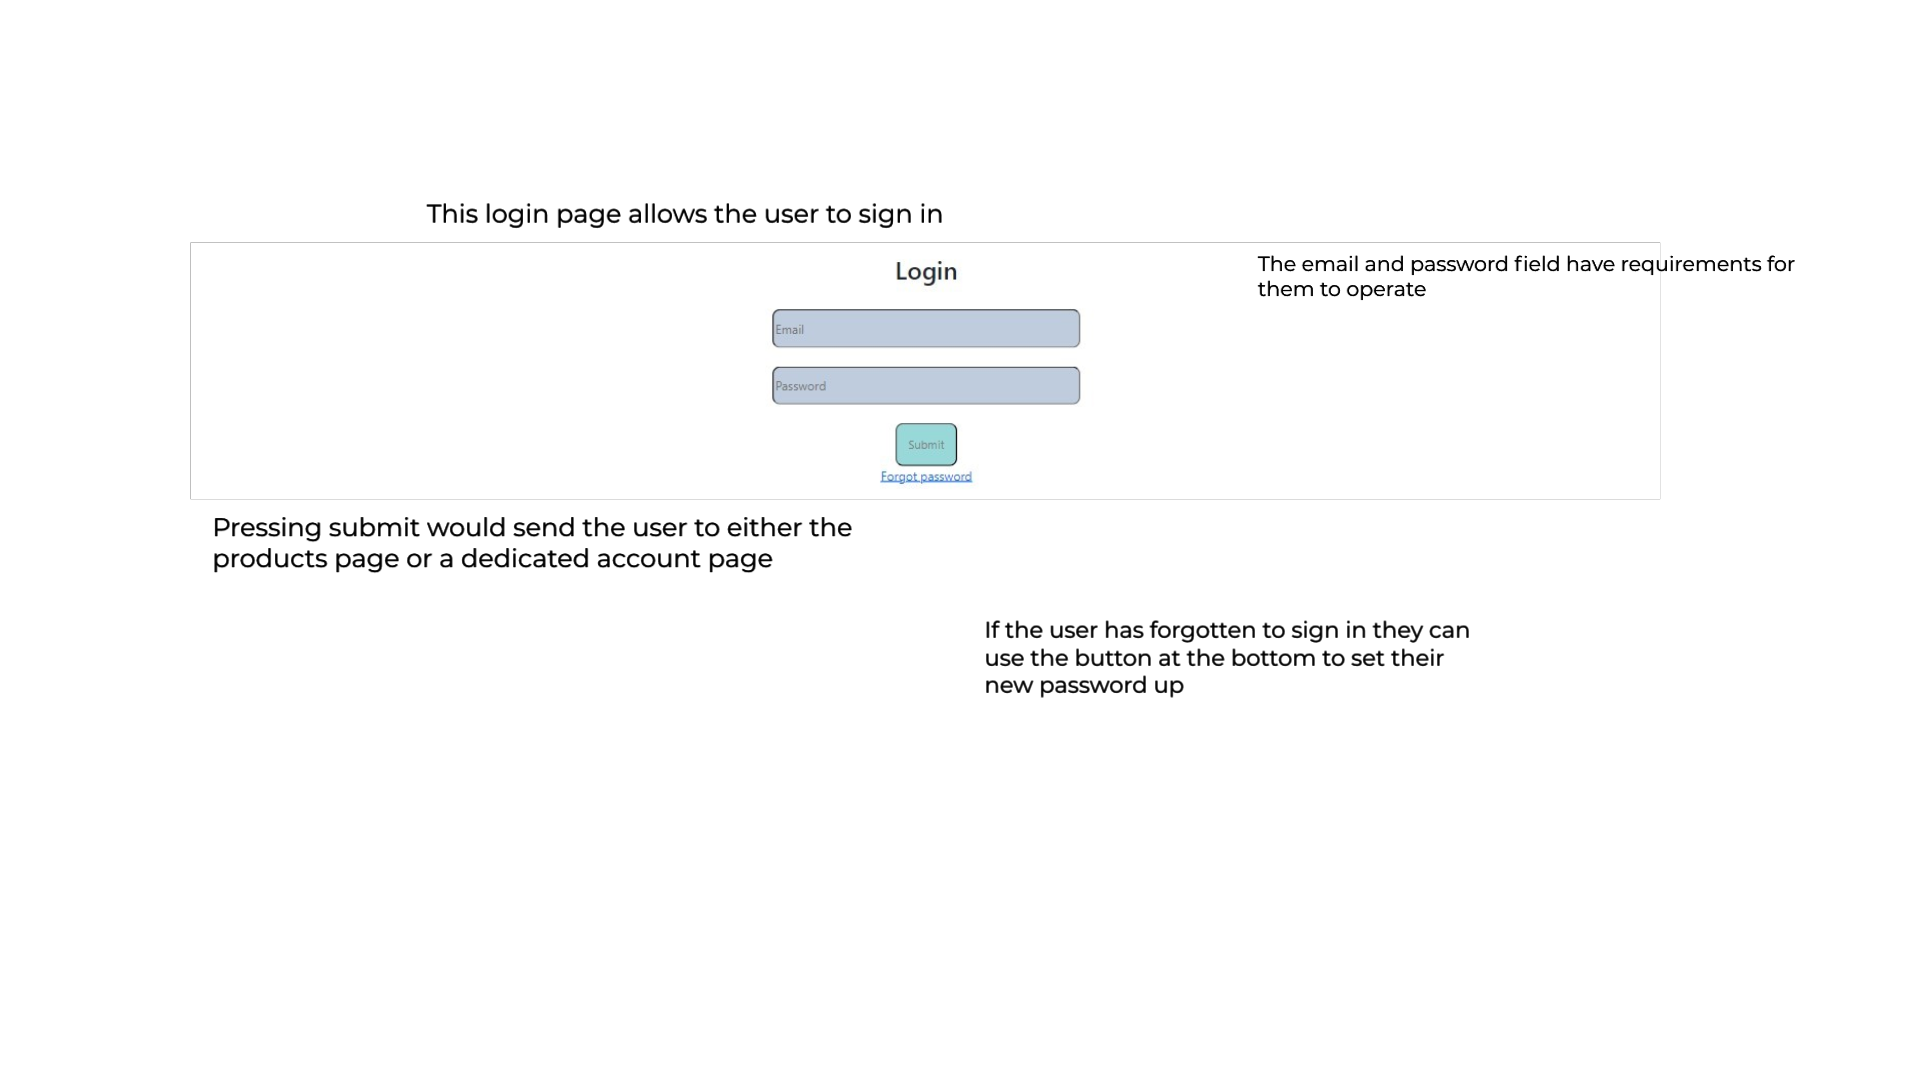 This login page allows the user to sign in
Login
The email and password field have requirements for
them to operate
Email
Password
Submit
Forgot password
Pressing submit would send the user to either the
products page or a dedicated account page
If the user has forgotten to sign in they can
use the button at the bottom to set their
new password up